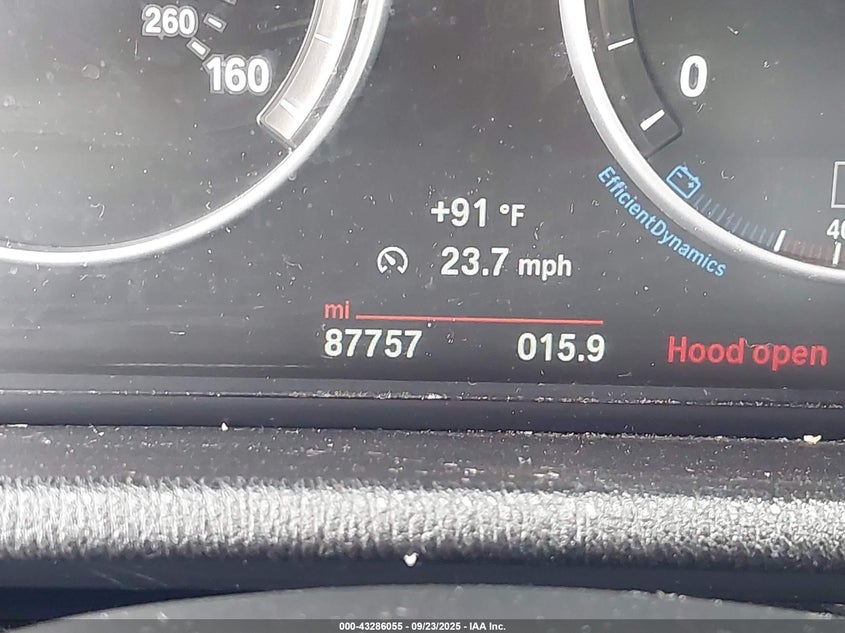 260
160
0
EfficientDynamics
+91 °F
23.7 mph
mi
87757 015.9
Hood open
000-43286055 - 09/23/2025 - IAA Inc.